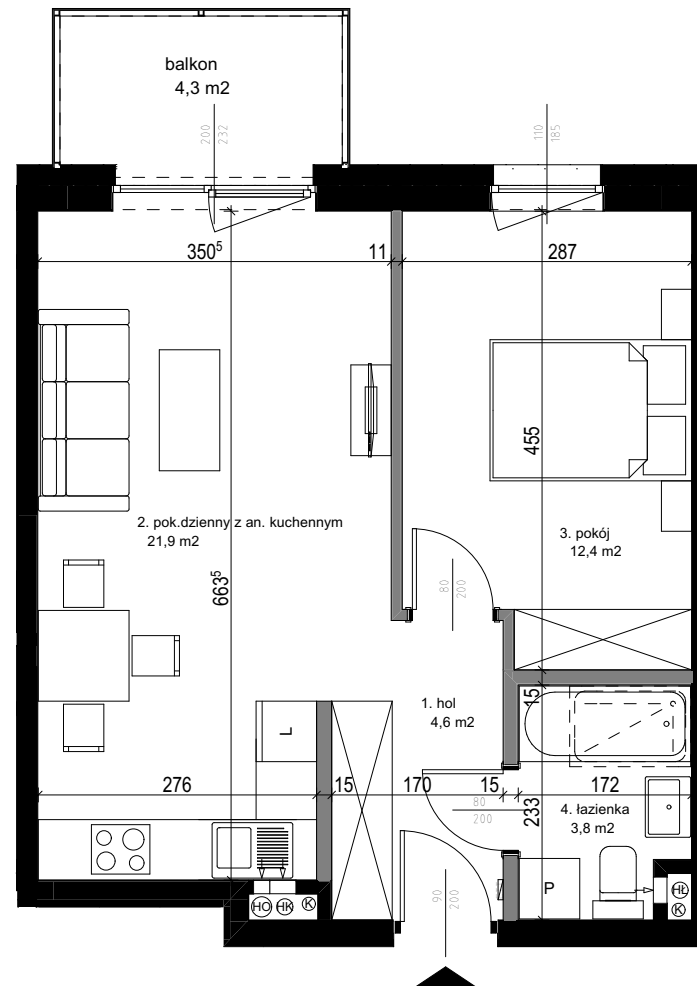 balkon
4,3 m2
200
232
110
185
350⁵
11
287
455
2. pok.dzienny z an. kuchennym
21,9 m2
3. pokój
12,4 m2
663⁵
80
200
1. hol
4,6 m2
15
L
276
15
170
15
172
80
200
233
4. łazienka
3,8 m2
90
200
P
HO
HK
K
HŁ
K